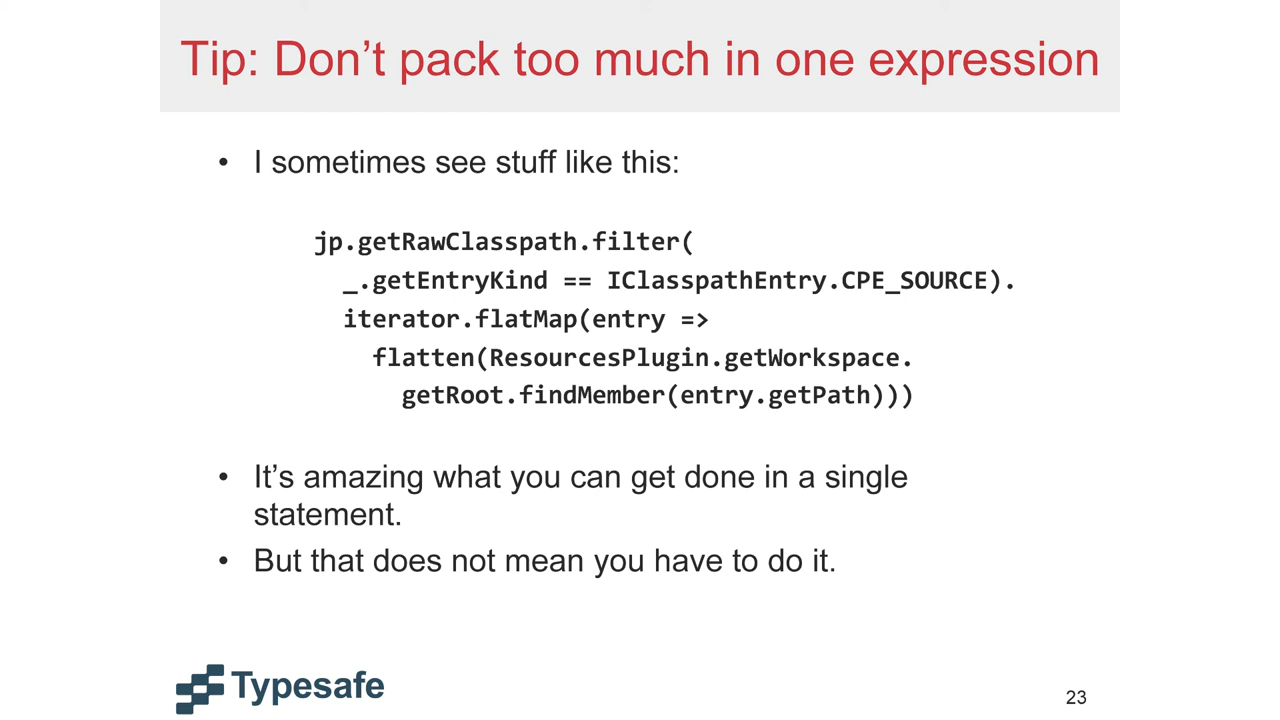 Tip: Don’t pack too much in one expression
• I sometimes see stuff like this:
jp.getRawClasspath.filter(
_.getEntryKind == IClasspathEntry.CPE_SOURCE).
iterator.flatMap(entry =>
flatten(ResourcesPlugin.getWorkspace.
getRoot.findMember(entry.getPath)))
• It’s amazing what you can get done in a single
statement.
• But that does not mean you have to do it.
Typesafe
23